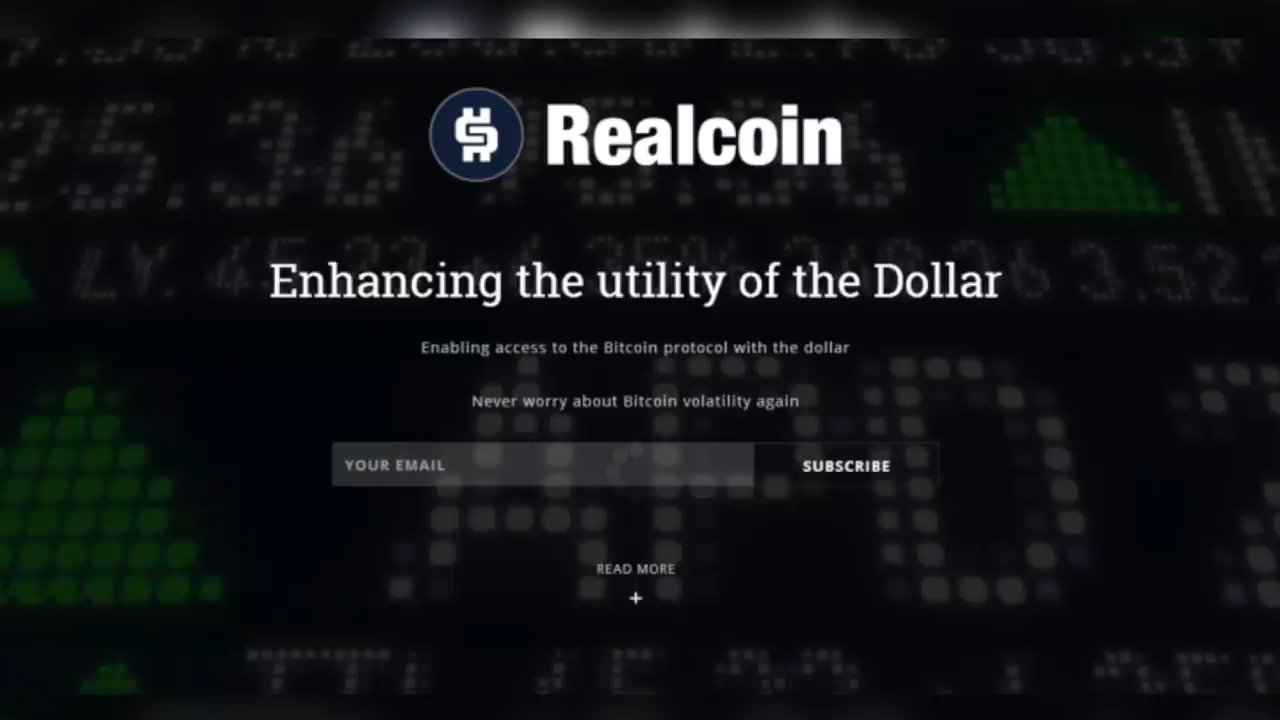 Realcoin
Enhancing the utility of the Dollar
Enabling access to the Bitcoin protocol with the dollar
Never worry about Bitcoin volatility again
YOUR EMAIL
SUBSCRIBE
READ MORE
+